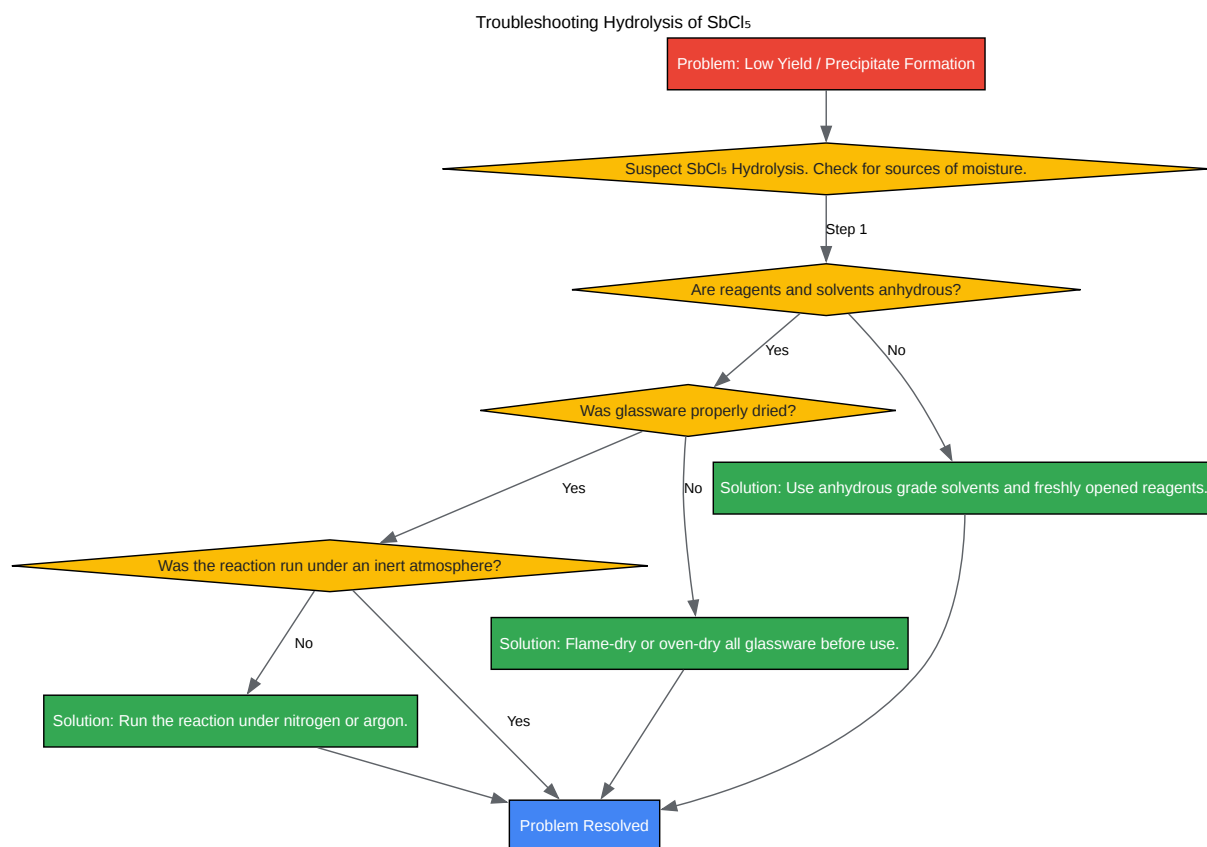 Troubleshooting Hydrolysis of SbCl₅
Problem: Low Yield / Precipitate Formation
Suspect SbCl₅ Hydrolysis. Check for sources of moisture.
Step 1
Are reagents and solvents anhydrous?
Yes
No
Was glassware properly dried?
Solution: Use anhydrous grade solvents and freshly opened reagents.
Yes
No
Was the reaction run under an inert atmosphere?
Solution: Flame-dry or oven-dry all glassware before use.
No
Yes
Solution: Run the reaction under nitrogen or argon.
Problem Resolved